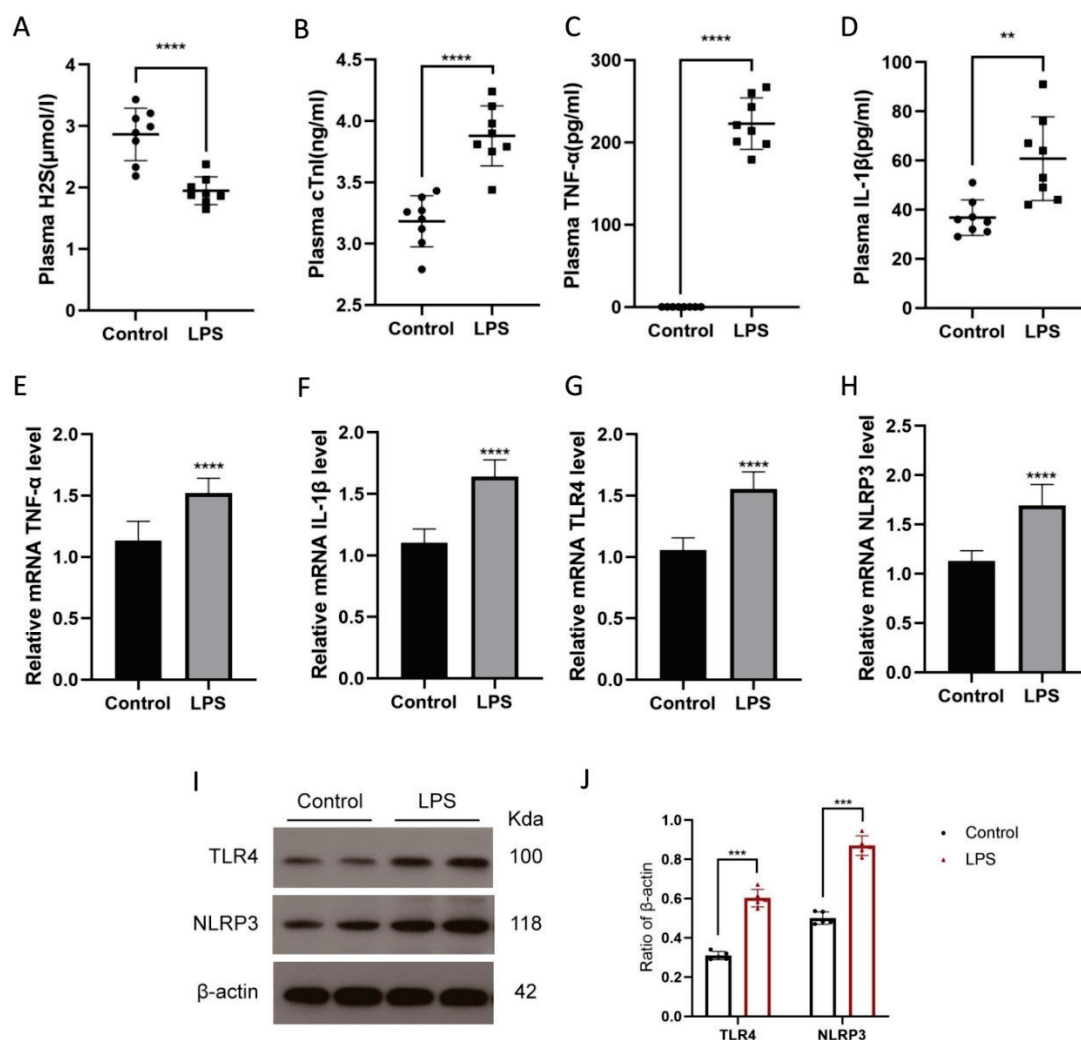 A
****
Plasma H2S(μmol/l)
4
3
2
1
0
Control LPS
B
****
Plasma cTnI(ng/ml)
4.5
4.0
3.5
3.0
2.5
Control LPS
C
****
Plasma TNF-α(pg/ml)
300
200
100
0
Control LPS
D
**
Plasma IL-1β(pg/ml)
100
80
60
40
20
0
Control LPS
E
Relative mRNA TNF-α level
2.0
1.5
1.0
0.5
0.0
****
Control LPS
F
Relative mRNA IL-1β level
2.0
1.5
1.0
0.5
0.0
****
Control LPS
G
Relative mRNA TLR4 level
2.0
1.5
1.0
0.5
0.0
****
Control LPS
H
Relative mRNA NLRP3 level
2.5
2.0
1.5
1.0
0.5
0.0
****
Control LPS
I
Control LPS
Kda
TLR4 100
NLRP3 118
β-actin 42
J
Ratio of β-actin
1.0
0.8
0.6
0.4
0.2
0.0
***
***
TLR4 NLRP3
Control
LPS